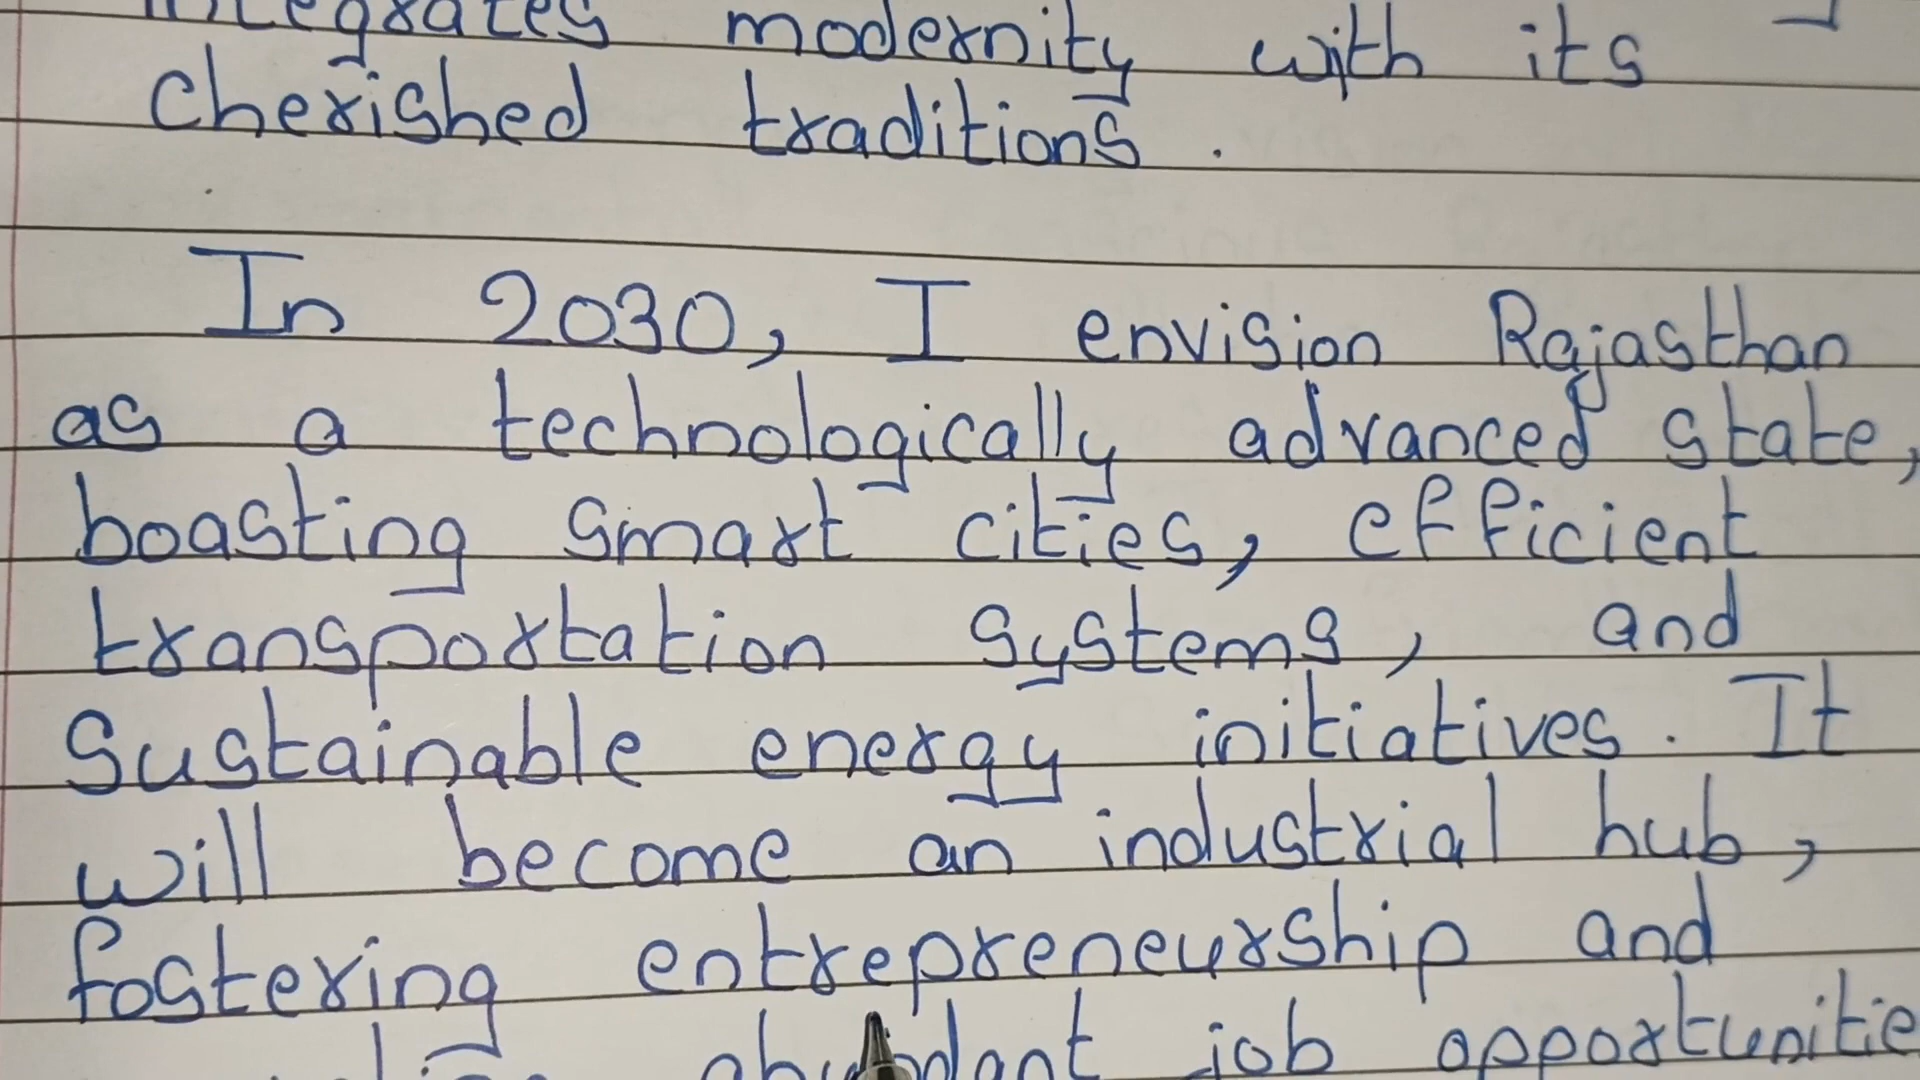 integrates modernity with its
cherished traditions.
In 2030, I envision Rajasthan
as a technologically advanced state,
boasting smart cities, efficient
transportation systems, and
Sustainable energy initiatives. It
will become an industrial hub,
fostering entrepreneurship and
abundant job opportunitie